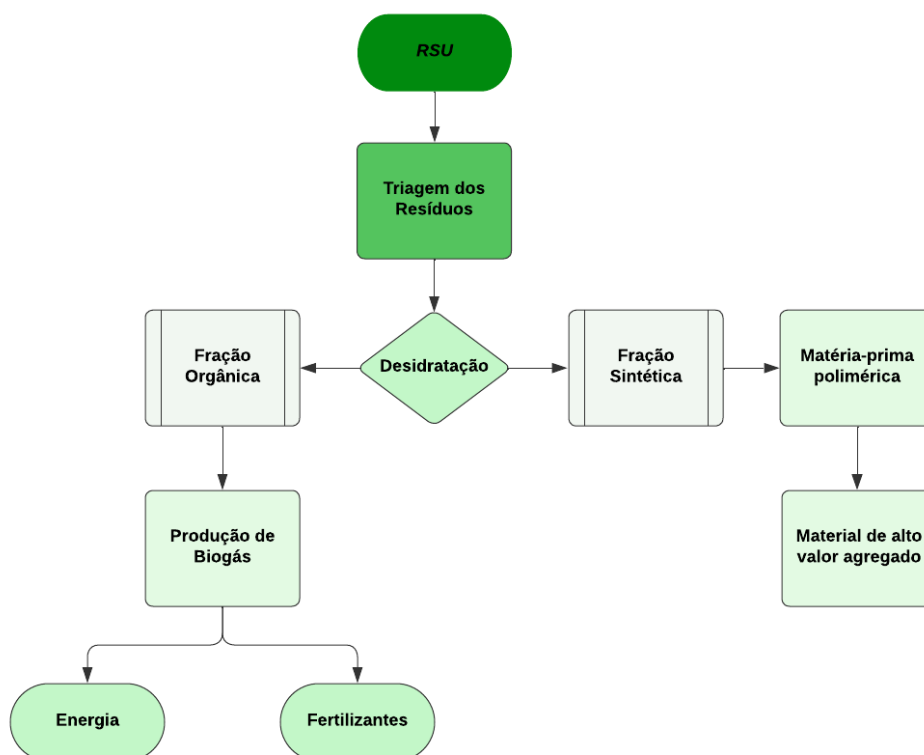 RSU
Triagem dos
Resíduos
Desidratação
Fração
Orgânica
Fração
Sintética
Matéria-prima
polimérica
Produção de
Biogás
Material de alto
valor agregado
Energia
Fertilizantes